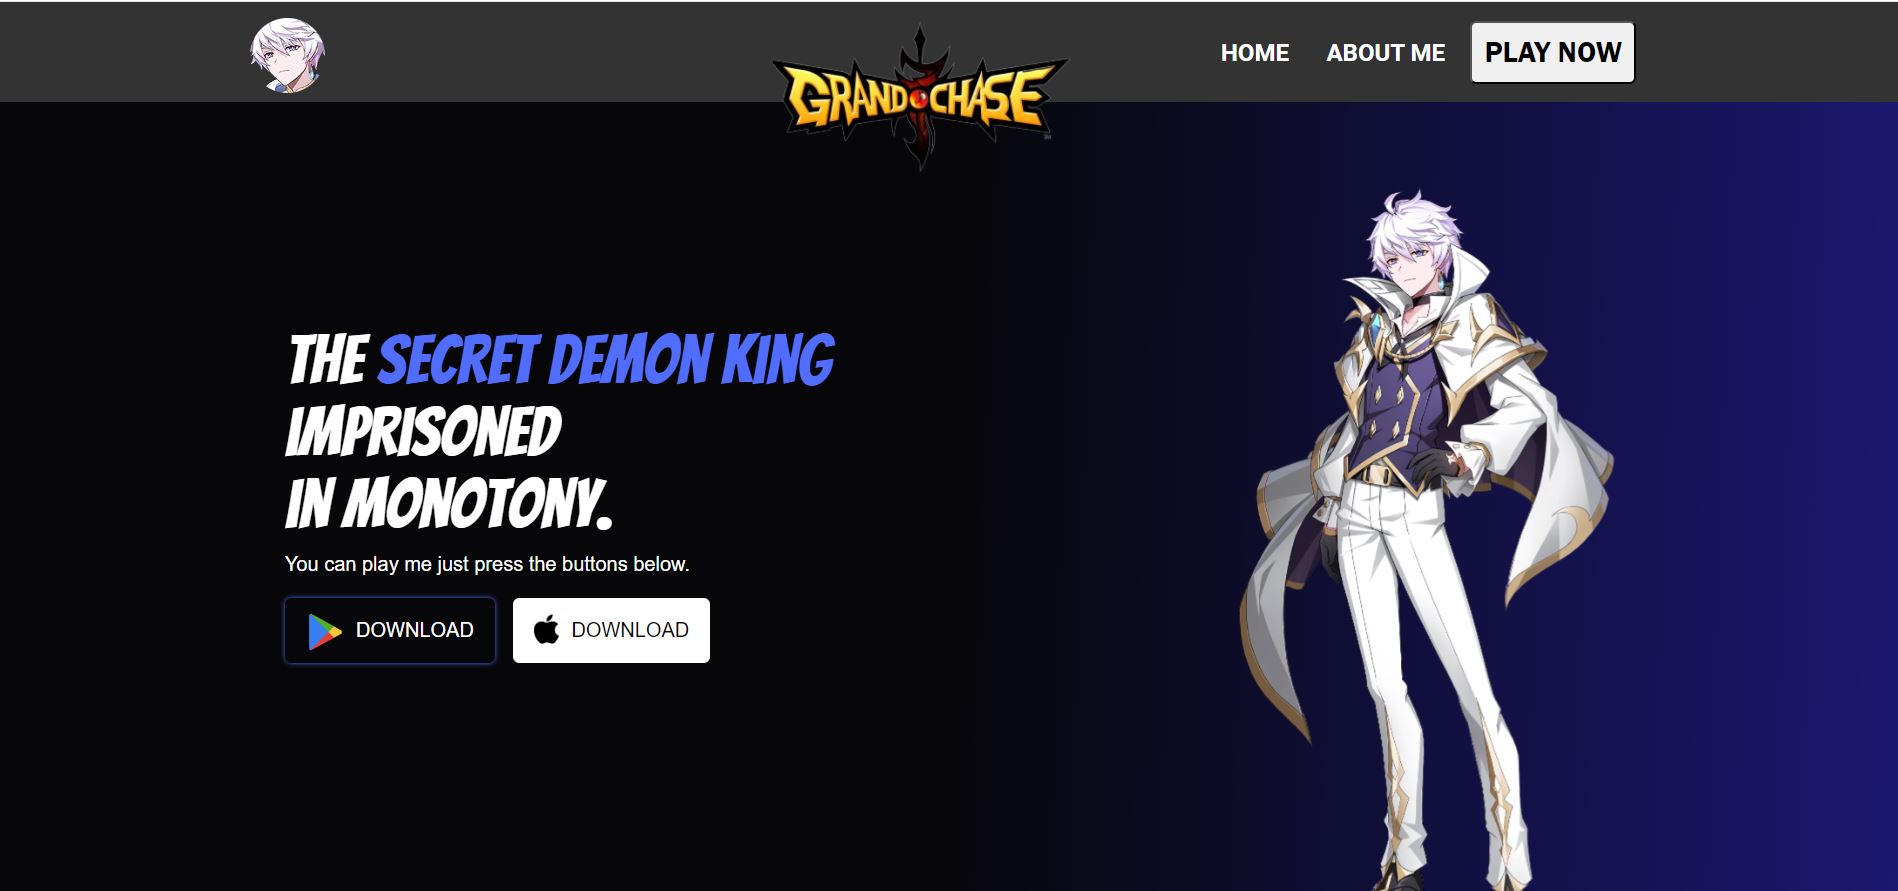 GRAND CHASE
HOME
ABOUT ME
PLAY NOW
THE SECRET DEMON KING
IMPRISONED
IN MONOTONY.
You can play me just press the buttons below.
DOWNLOAD
DOWNLOAD